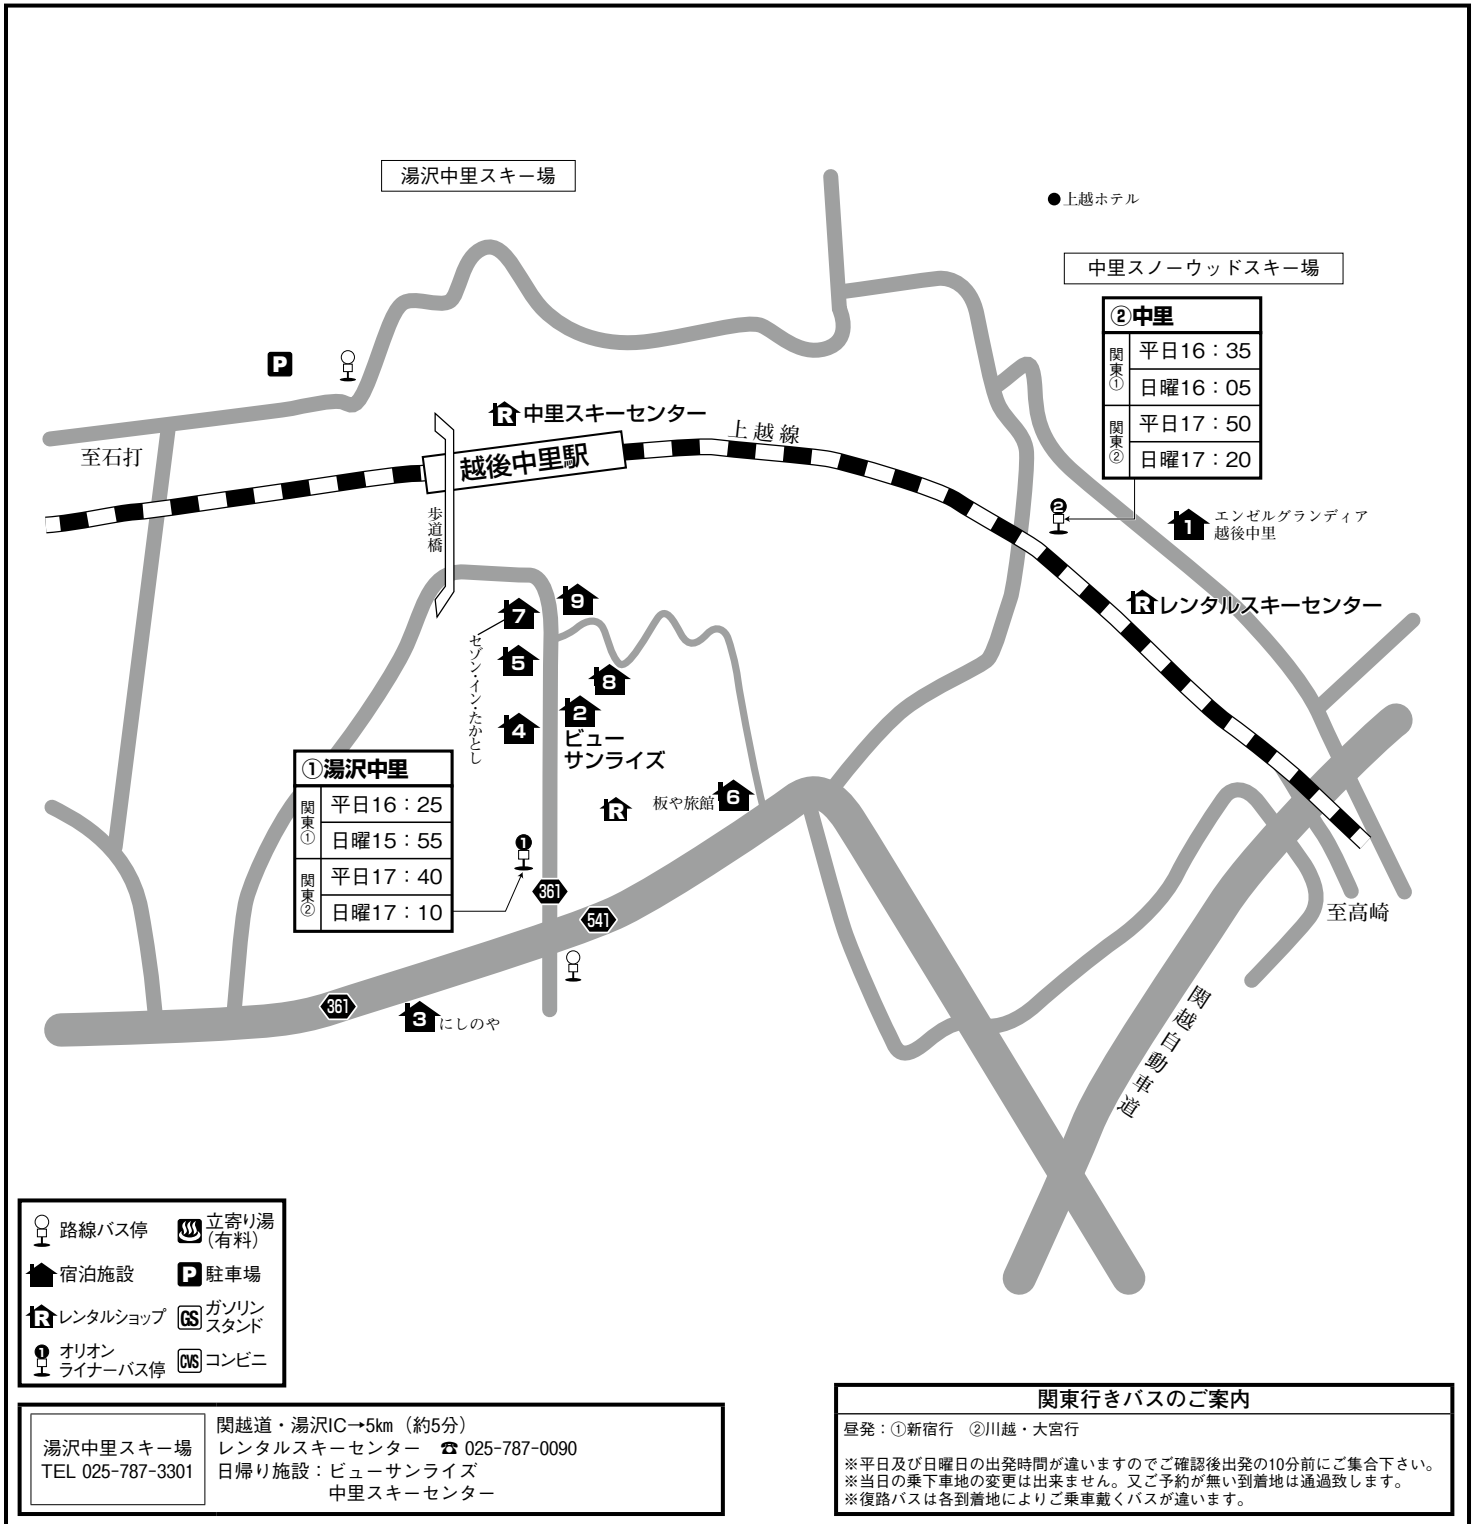 湯沢中里スキー場
●上越ホテル
中里スノーウッドスキー場
②中里
関東①
平日16：35
日曜16：05
関東②
平日17：50
日曜17：20
P
R 中里スキーセンター
上越線
至石打
越後中里駅
歩道橋
2
1
エンゼルグランディア
越後中里
R レンタルスキーセンター
9
7
セゾン・イン・たかとし
5
8
2
ビュー
サンライズ
4
①湯沢中里
関東①
平日16：25
日曜15：55
関東②
平日17：40
日曜17：10
R
板や旅館 6
1
361
541
至高崎
361
3 にしのや
関越自動車道
路線バス停
立寄り湯
（有料）
宿泊施設
P 駐車場
R レンタルショップ
GS ガソリン
スタンド
1 オリオン
ライナーバス停
CVS コンビニ
湯沢中里スキー場
TEL 025-787-3301
関越道・湯沢IC→5km（約5分）
レンタルスキーセンター ☎ 025-787-0090
日帰り施設：ビューサンライズ
中里スキーセンター
関東行きバスのご案内
昼発：①新宿行　②川越・大宮行
※平日及び日曜日の出発時間が違いますのでご確認後出発の10分前にご集合下さい。
※当日の乗下車地の変更は出来ません。又ご予約が無い到着地は通過致します。
※復路バスは各到着地によりご乗車戴くバスが違います。